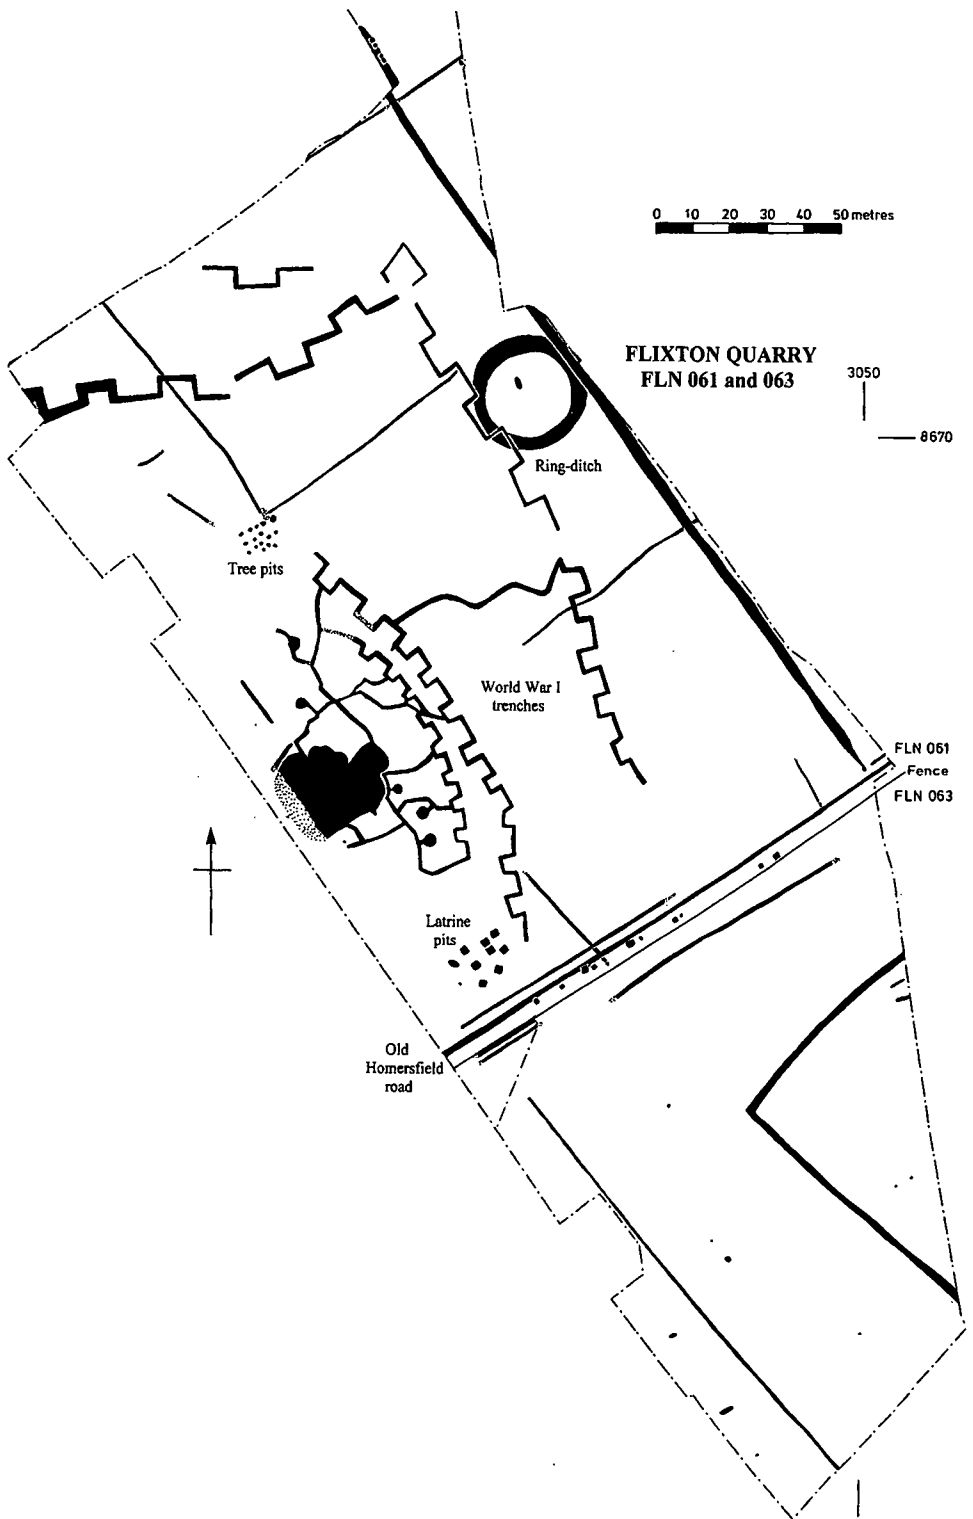 0 10 20 30 40 50 metres
FLIXTON QUARRY
FLN 061 and 063
3050
8670
Ring-ditch
Tree pits
World War I
trenches
FLN 061
Fence
FLN 063
Latrine
pits
Old
Homersfield
road